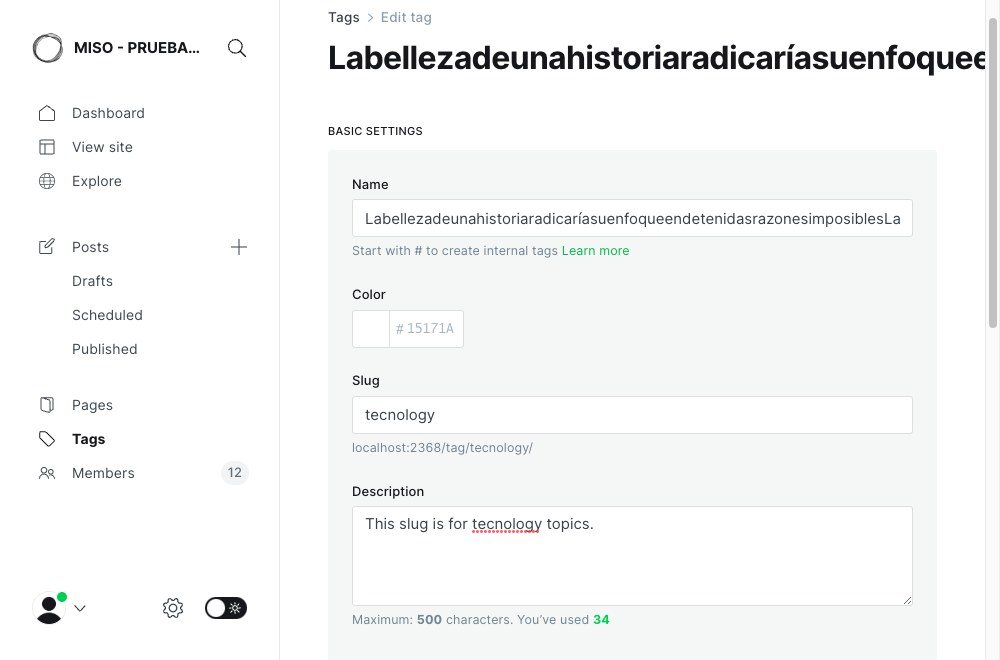 MISO - PRUEBA...
Dashboard
View site
Explore
Posts
Drafts
Scheduled
Published
Pages
Tags
Members 12
Tags > Edit tag
Labellezadeunahistoriaradicaríasuenfoquee
BASIC SETTINGS
Name
LabellezadeunahistoriaradicaríasuenfoqueendetenidasrazonesimposiblesLa
Start with # to create internal tags Learn more
Color
# 15171A
Slug
tecnology
localhost:2368/tag/tecnology/
Description
This slug is for tecnology topics.
Maximum: 500 characters. You've used 34